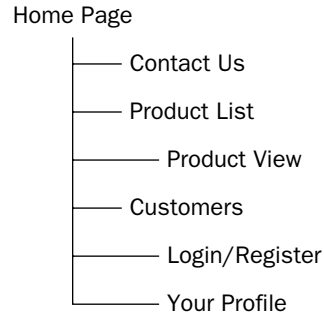 Home Page
Contact Us
Product List
Product View
Customers
Login/Register
Your Profile